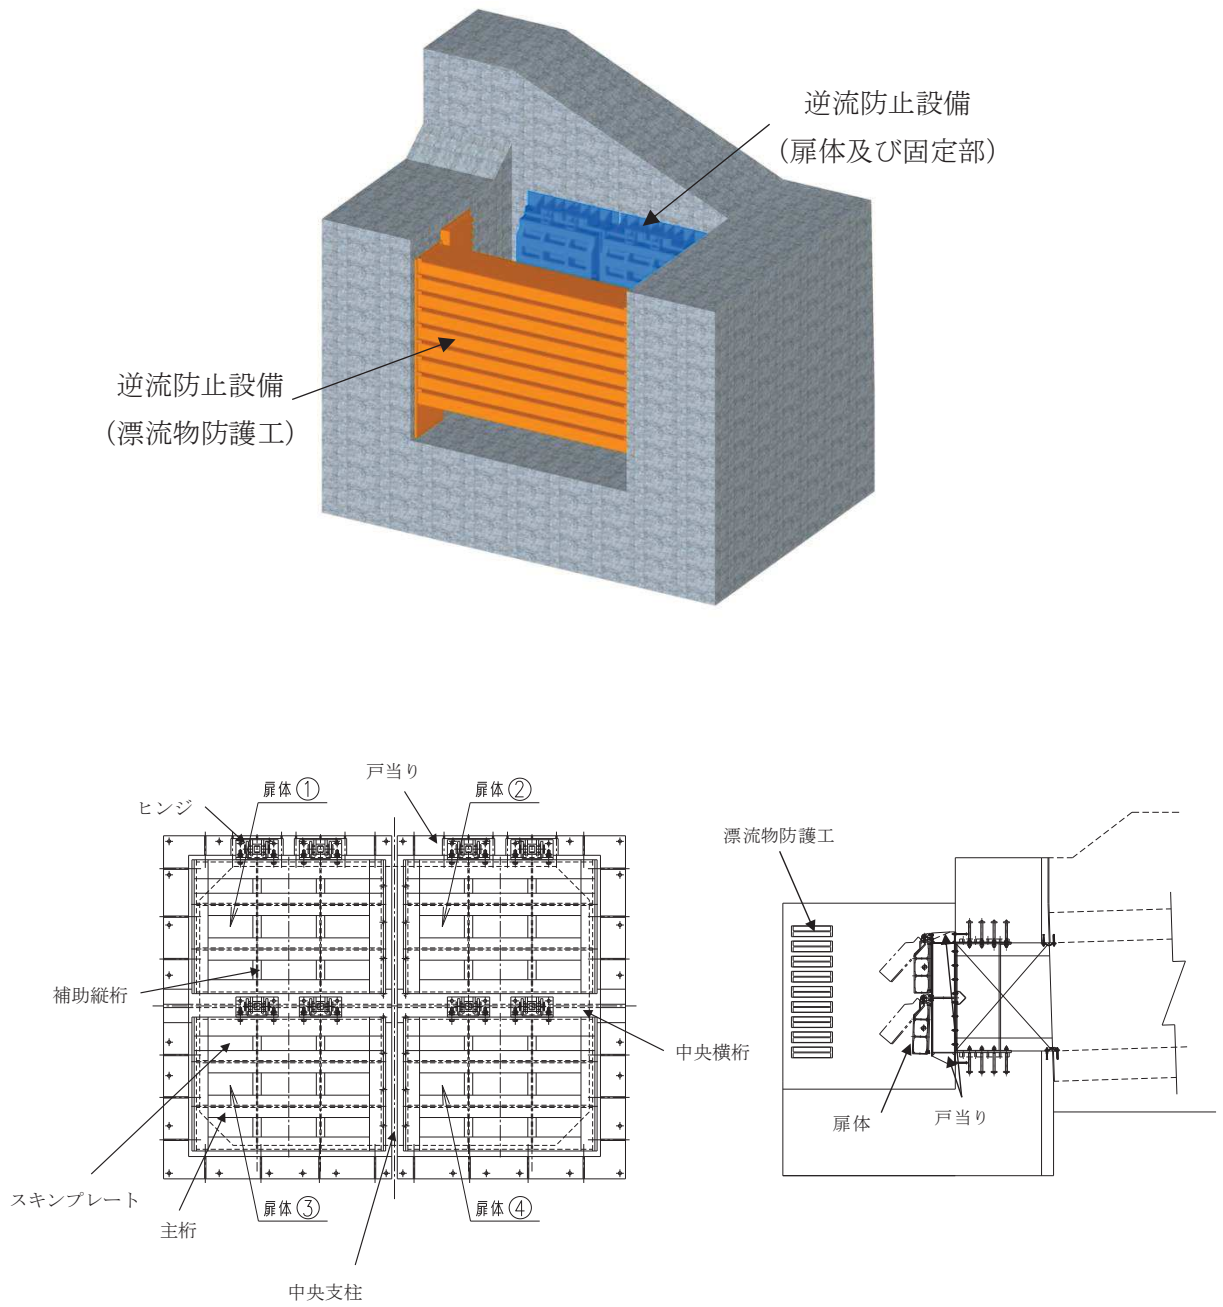 逆流防止設備
(扉体及び固定部)
逆流防止設備
(漂流物防護工)
戸当り
扉体①
扉体②
ヒンジ
補助縦桁
中央横桁
スキンプレート
主桁
扉体③
扉体④
中央支柱
漂流物防護工
扉体
戸当り